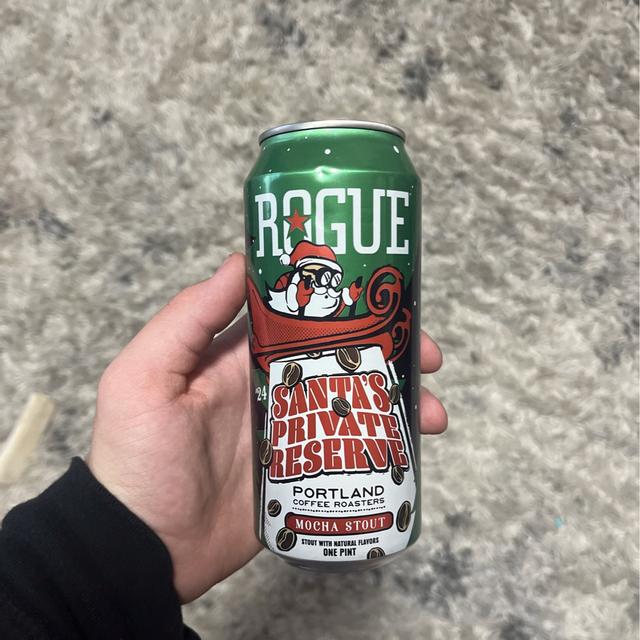 ROGUE
'24
SANTA'S
PRIVATE
RESERVE
PORTLAND
COFFEE ROASTERS
MOCHA STOUT
STOUT WITH NATURAL FLAVORS
ONE PINT